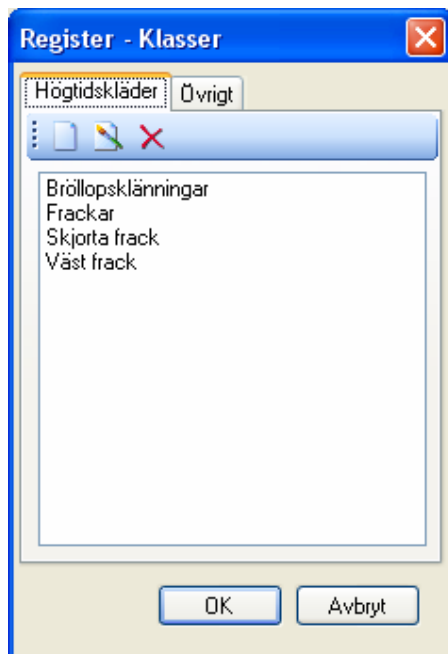 Register - Klasser
Högtidskläder Övrigt
Bröllopsklänningar
Frackar
Skjorta frack
Väst frack
OK Avbryt